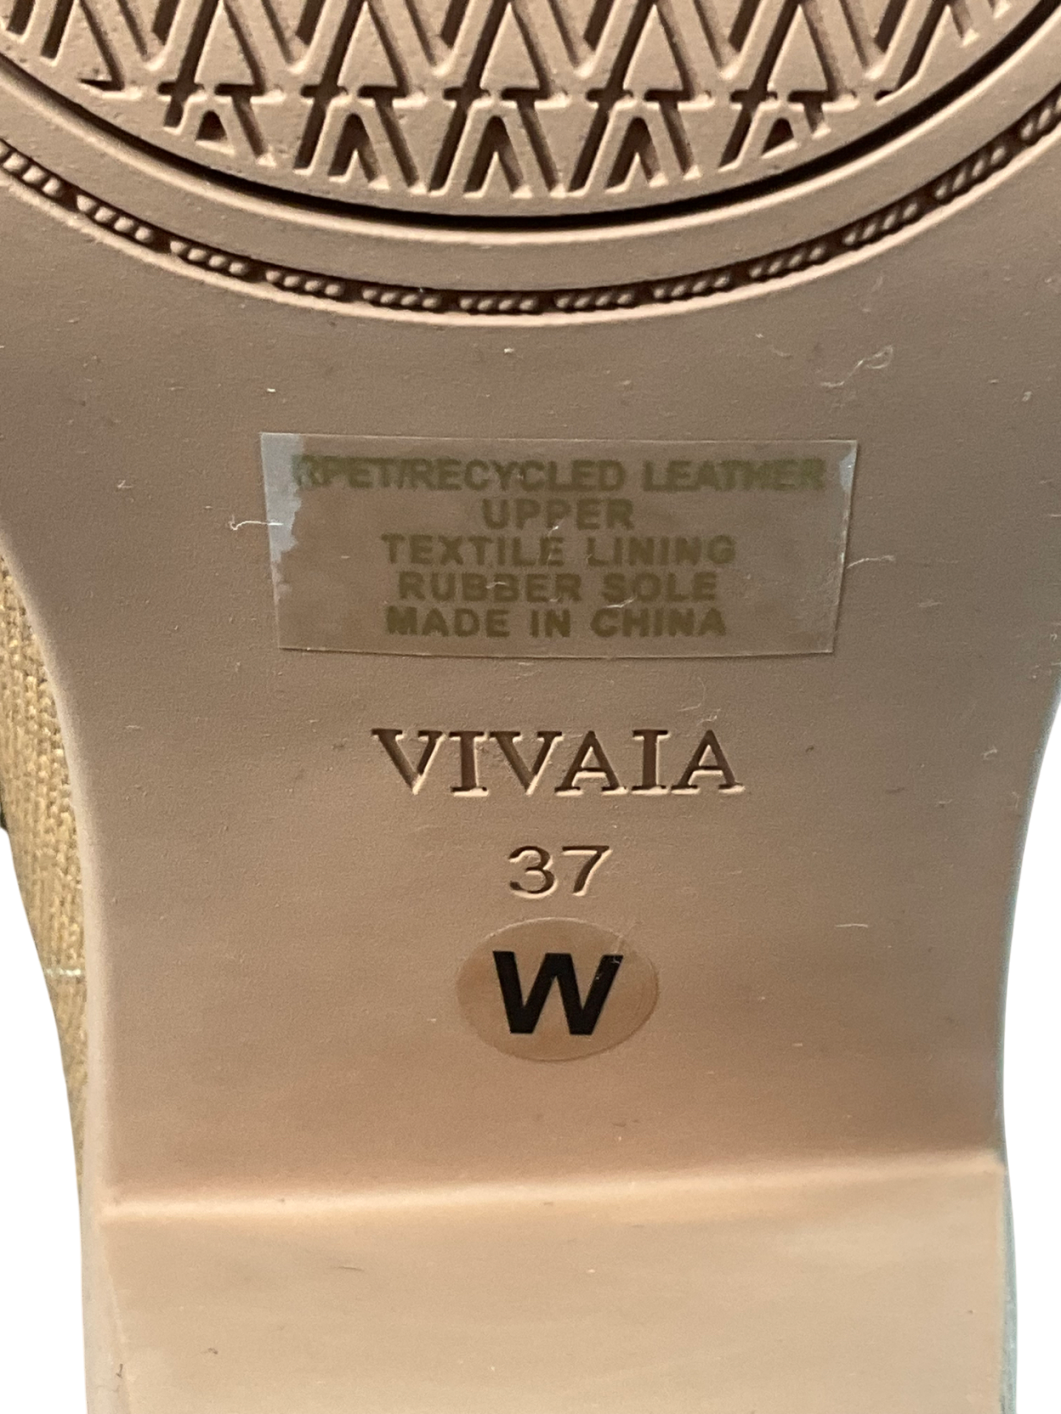 RPET/RECYCLED LEATHER
UPPER
TEXTILE LINING
RUBBER SOLE
MADE IN CHINA
VIVAIA
37
W